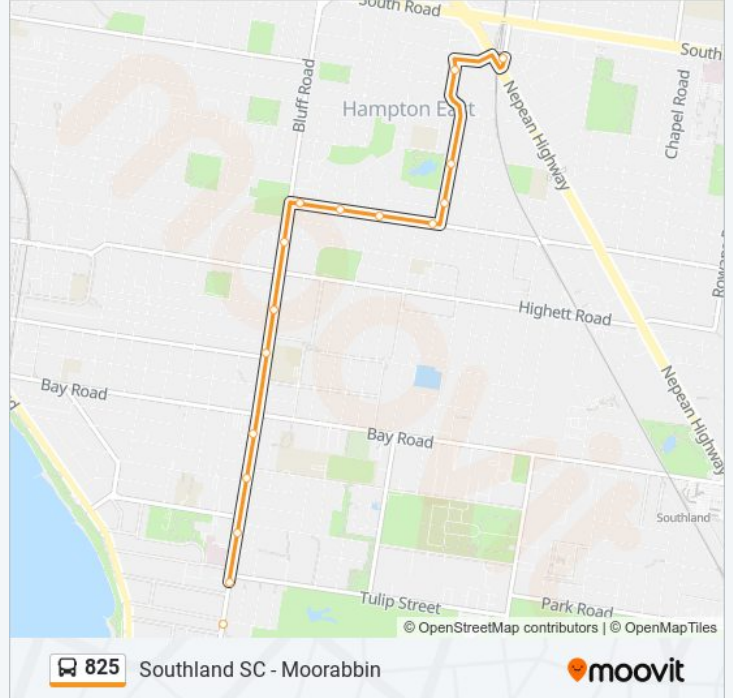 South Road
South
Bluff Road
Hampton East
Chapel Road
Nepean Highway
Highett Road
Bay Road
Bay Road
Nepean Highway
Southland
Tulip Street
Park Road
© OpenStreetMap contributors | © OpenMapTiles
825 Southland SC - Moorabbin
moovit